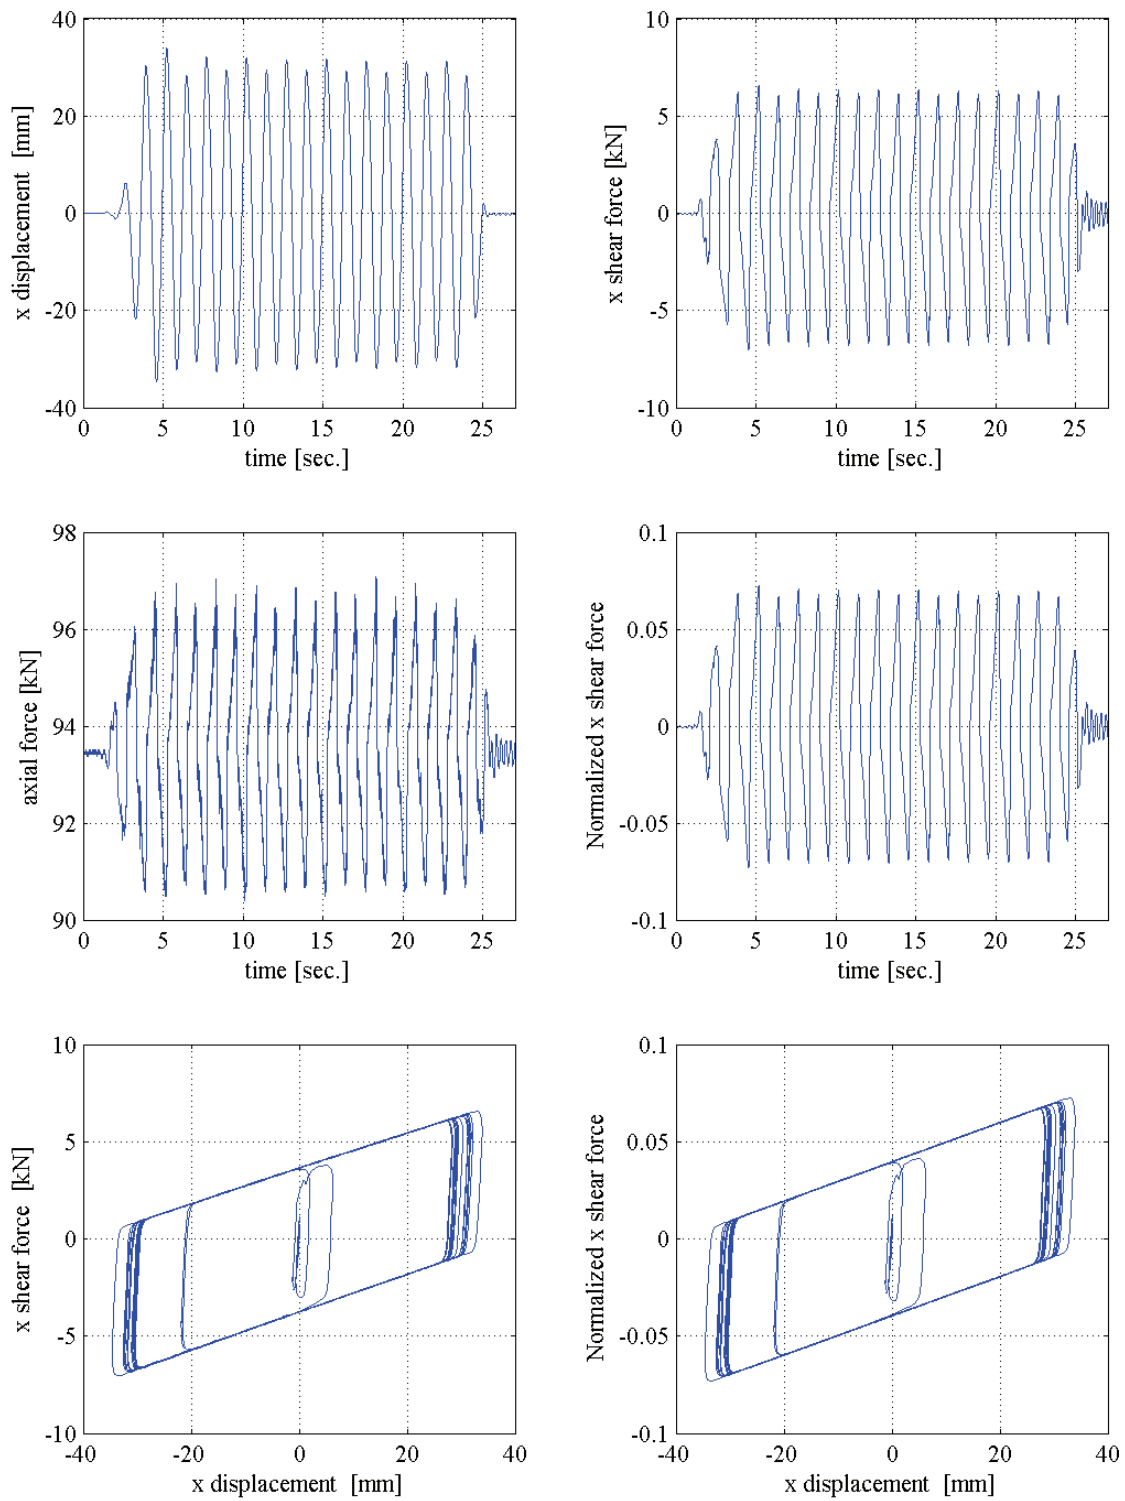 40
20
0
-20
-40
x displacement [mm]
0 5 10 15 20 25
time [sec.]
10
5
0
-5
-10
x shear force [kN]
0 5 10 15 20 25
time [sec.]
98
96
94
92
90
axial force [kN]
0 5 10 15 20 25
time [sec.]
0.1
0.05
0
-0.05
-0.1
Normalized x shear force
0 5 10 15 20 25
time [sec.]
10
5
0
-5
-10
x shear force [kN]
-40 -20 0 20 40
x displacement [mm]
0.1
0.05
0
-0.05
-0.1
Normalized x shear force
-40 -20 0 20 40
x displacement [mm]